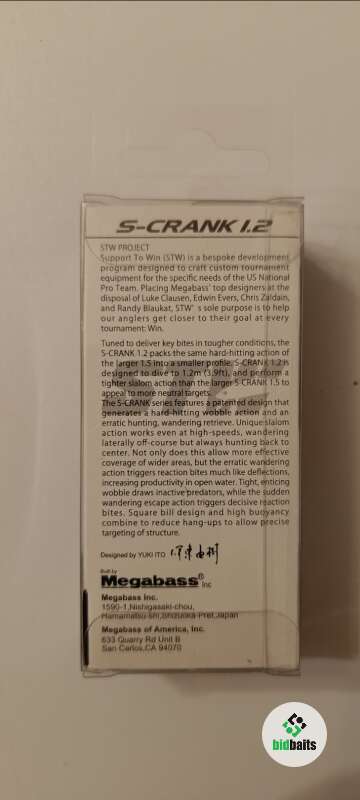 S-CRANK 1.2
STW PROJECT
Support To Win (STW) is a bespoke development
program designed to craft custom tournament
equipment for the specific needs of the US National
Pro Team. Placing Megabass' top designers at the
disposal of Luke Clausen, Edwin Evers, Chris Zaldain,
and Randy Blaukat, STW's sole purpose is to help
our anglers get closer to their goal at every
tournament: Win.
Tuned to deliver key bites in tougher conditions, the
S-CRANK 1.2 packs the same hard-hitting action of
the larger 1.5 into a smaller profile. S-CRANK 1.2 is
designed to dive to 1.2m (3.9ft), and perform a
tighter slalom action than the larger S-CRANK 1.5 to
appeal to more neutral targets.
The S-CRANK series features a patented design that
generates a hard-hitting wobble action and an
erratic hunting, wandering retrieve. Unique slalom
action works even at high-speeds, wandering
laterally off-course but always hunting back to
center. Not only does this allow more effective
coverage of wider areas, but the erratic wandering
action triggers reaction bites much like deflections,
increasing productivity in open water. Tight, enticing
wobble draws inactive predators, while the sudden
wandering escape action triggers decisive reaction
bites. Square bill design and high buoyancy
combine to reduce hang-ups to allow precise
targeting of structure.
Designed by YUKI ITO
Built by
Megabass® Inc
Megabass Inc.
1590-1,Nishigasaki-chou,
Hamamatsu-shi,Shizuoka-Pref,Japan
Megabass of America, Inc.
633 Quarry Rd Unit B
San Carlos,CA 94070
bidbaits